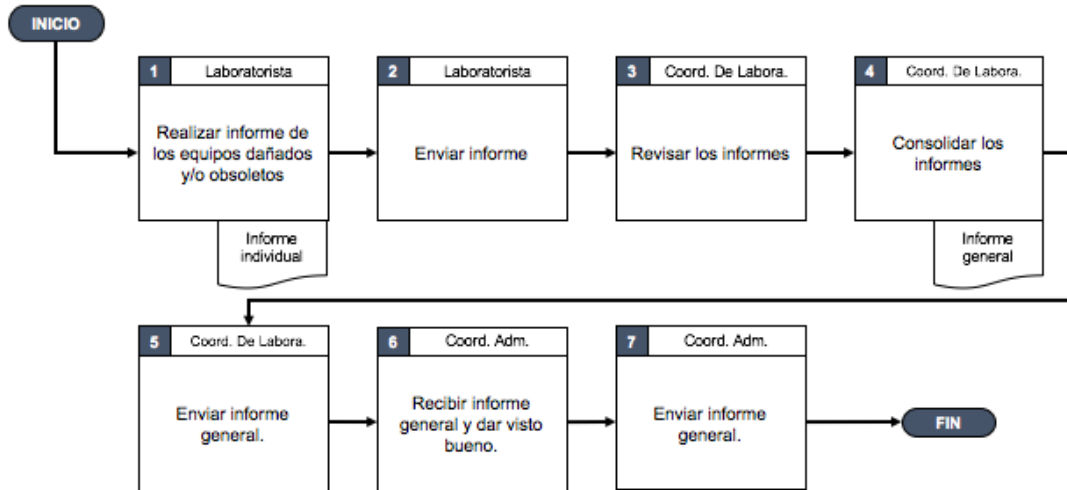 INICIO
1 Laboratorista
Realizar informe de
los equipos dañados
y/o obsoletos
Informe
individual
2 Laboratorista
Enviar informe
3 Coord. De Labora.
Revisar los informes
4 Coord. De Labora.
Consolidar los
informes
Informe
general
5 Coord. De Labora.
Enviar informe
general.
6 Coord. Adm.
Recibir informe
general y dar visto
bueno.
7 Coord. Adm.
Enviar informe
general.
FIN